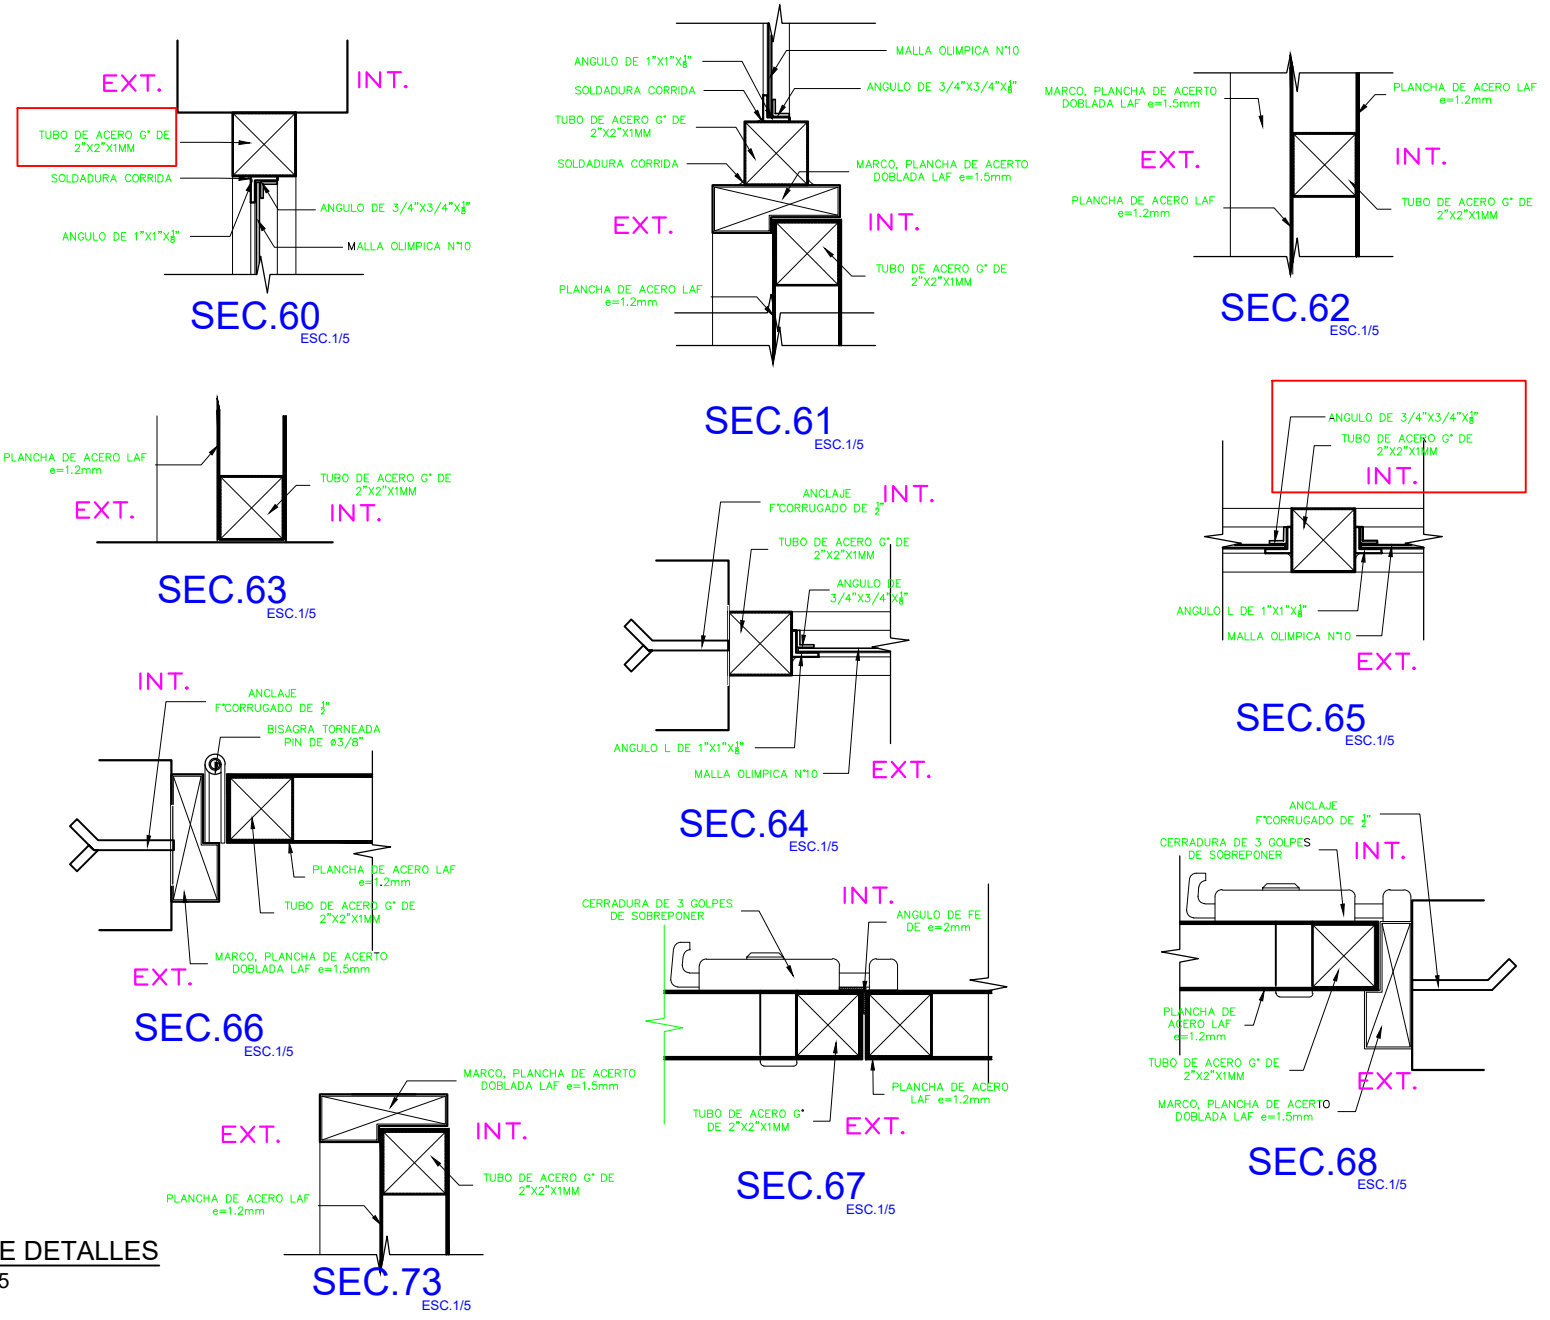 EXT.
INT.
TUBO DE ACERO G° DE
2"X2"X1MM
SOLDADURA CORRIDA
ANGULO DE 3/4"X3/4"X1/8"
ANGULO DE 1"X1"X1/8"
MALLA OLIMPICA N°10
SEC.60
ESC.1/5
ANGULO DE 1"X1"X1/8"
MALLA OLIMPICA N°10
SOLDADURA CORRIDA
ANGULO DE 3/4"X3/4"X1/8"
TUBO DE ACERO G° DE
2"X2"X1MM
SOLDADURA CORRIDA
MARCO, PLANCHA DE ACERTO
DOBLADA LAF e=1.5mm
EXT.
INT.
TUBO DE ACERO G° DE
2"X2"X1MM
PLANCHA DE ACERO LAF
e=1.2mm
SEC.61
ESC.1/5
MARCO, PLANCHA DE ACERTO
DOBLADA LAF e=1.5mm
PLANCHA DE ACERO LAF
e=1.2mm
EXT.
INT.
PLANCHA DE ACERO LAF
e=1.2mm
TUBO DE ACERO G° DE
2"X2"X1MM
SEC.62
ESC.1/5
PLANCHA DE ACERO LAF
e=1.2mm
TUBO DE ACERO G° DE
2"X2"X1MM
EXT.
INT.
SEC.63
ESC.1/5
ANCLAJE
F°CORRUGADO DE 1/2"
INT.
TUBO DE ACERO G° DE
2"X2"X1MM
ANGULO DE
3/4"X3/4"X1/8"
ANGULO L DE 1"X1"X1/8"
MALLA OLIMPICA N°10
EXT.
SEC.64
ESC.1/5
ANGULO DE 3/4"X3/4"X1/8"
TUBO DE ACERO G° DE
2"X2"X1MM
INT.
ANGULO L DE 1"X1"X1/8"
MALLA OLIMPICA N°10
EXT.
SEC.65
ESC.1/5
INT.
ANCLAJE
F°CORRUGADO DE 1/2"
BISAGRA TORNEADA
PIN DE Ø3/8"
PLANCHA DE ACERO LAF
e=1.2mm
TUBO DE ACERO G° DE
2"X2"X1MM
MARCO, PLANCHA DE ACERTO
DOBLADA LAF e=1.5mm
EXT.
SEC.66
ESC.1/5
CERRADURA DE 3 GOLPES
DE SOBREPONER
INT.
ANGULO DE FE
DE e=2mm
PLANCHA DE ACERO
LAF e=1.2mm
TUBO DE ACERO G°
DE 2"X2"X1MM
EXT.
SEC.67
ESC.1/5
ANCLAJE
F°CORRUGADO DE 1/2"
CERRADURA DE 3 GOLPES
DE SOBREPONER
INT.
PLANCHA DE
ACERO LAF
e=1.2mm
TUBO DE ACERO G° DE
2"X2"X1MM
EXT.
MARCO, PLANCHA DE ACERTO
DOBLADA LAF e=1.5mm
SEC.68
ESC.1/5
MARCO, PLANCHA DE ACERTO
DOBLADA LAF e=1.5mm
EXT.
INT.
TUBO DE ACERO G° DE
2"X2"X1MM
PLANCHA DE ACERO LAF
e=1.2mm
SEC.73
ESC.1/5
E DETALLES
5